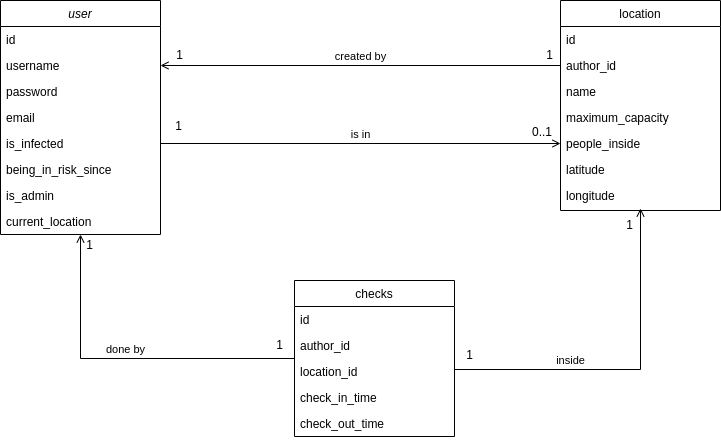 user
id
username
password
email
is_infected
being_in_risk_since
is_admin
current_location
location
id
author_id
name
maximum_capacity
people_inside
latitude
longitude
1
created by
1
1
is in
0..1
1
done by
1
checks
id
author_id
location_id
check_in_time
check_out_time
1
inside
1